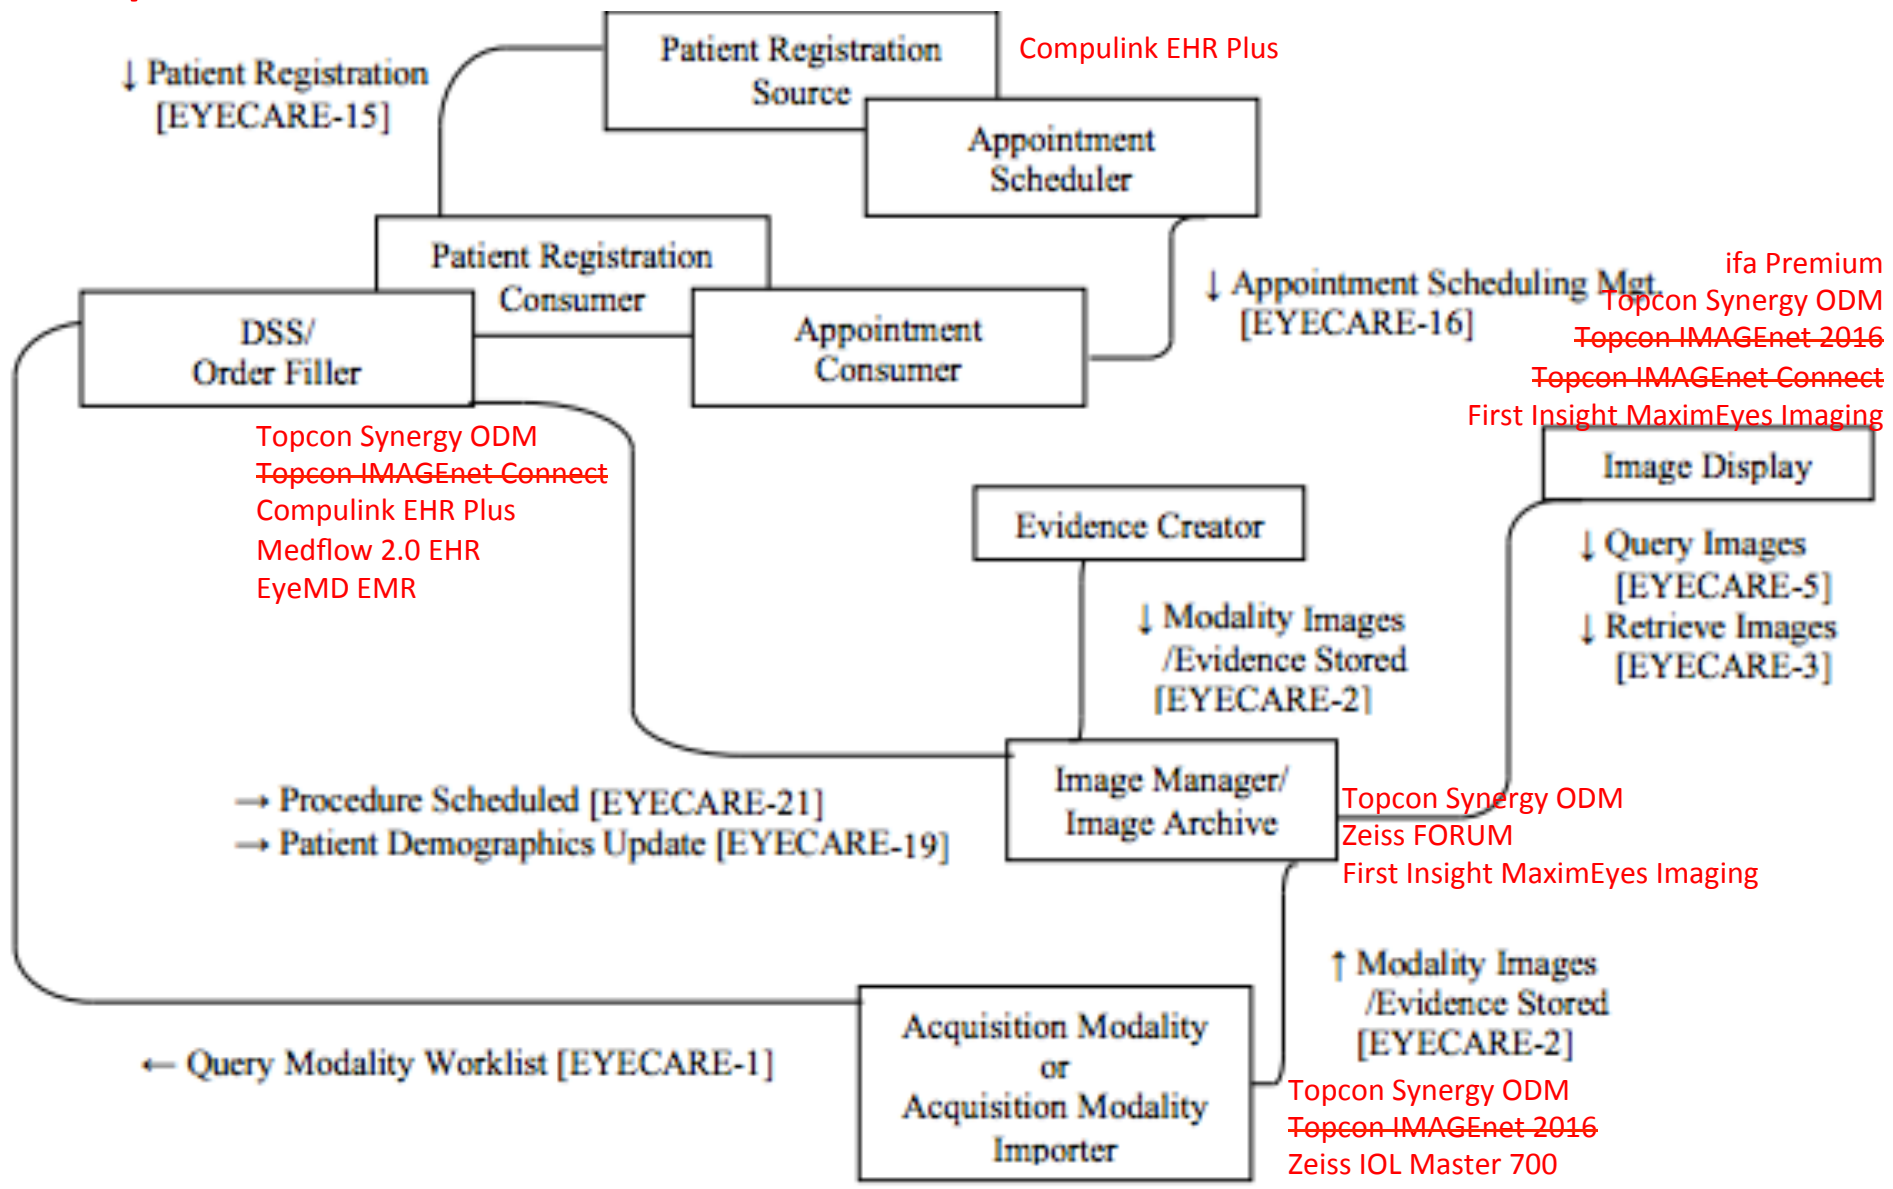 Patient Registration
Source
Compulink EHR Plus
↓ Patient Registration
[EYECARE-15]
Appointment
Scheduler
Patient Registration
Consumer
↓ Appointment Scheduling Mgt.
[EYECARE-16]
ifa Premium
Topcon Synergy ODM
Topcon IMAGEnet 2016
Topcon IMAGEnet Connect
First Insight MaximEyes Imaging
DSS/
Order Filler
Appointment
Consumer
Topcon Synergy ODM
Topcon IMAGEnet Connect
Compulink EHR Plus
Medflow 2.0 EHR
EyeMD EMR
Image Display
Evidence Creator
↓ Query Images
[EYECARE-5]
↓ Retrieve Images
[EYECARE-3]
↓ Modality Images
/Evidence Stored
[EYECARE-2]
→ Procedure Scheduled [EYECARE-21]
→ Patient Demographics Update [EYECARE-19]
Image Manager/
Image Archive
Topcon Synergy ODM
Zeiss FORUM
First Insight MaximEyes Imaging
↑ Modality Images
/Evidence Stored
[EYECARE-2]
← Query Modality Worklist [EYECARE-1]
Acquisition Modality
or
Acquisition Modality
Importer
Topcon Synergy ODM
Topcon IMAGEnet 2016
Zeiss IOL Master 700